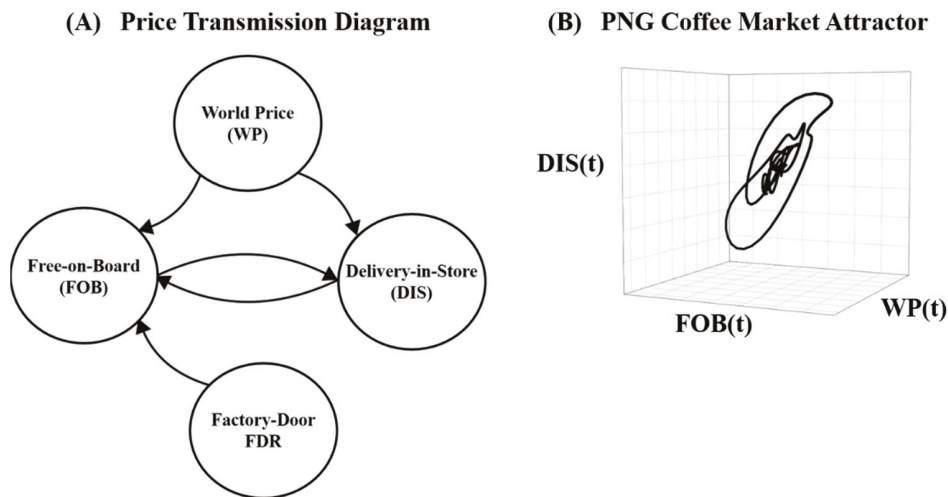 (A) Price Transmission Diagram
World Price
(WP)
Free-on-Board
(FOB)
Delivery-in-Store
(DIS)
Factory-Door
FDR
(B) PNG Coffee Market Attractor
DIS(t)
FOB(t)
WP(t)